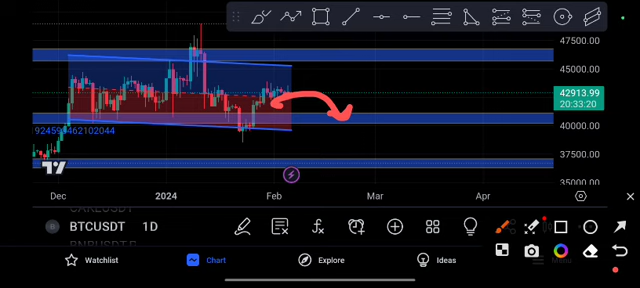 47500.00
45000.00
42913.99
20:33:20
40000.00
37500.00
35000.00
924598462102044
Dec 2024 Feb Mar Apr
BTCUSDT 1D
Watchlist Chart Explore Ideas